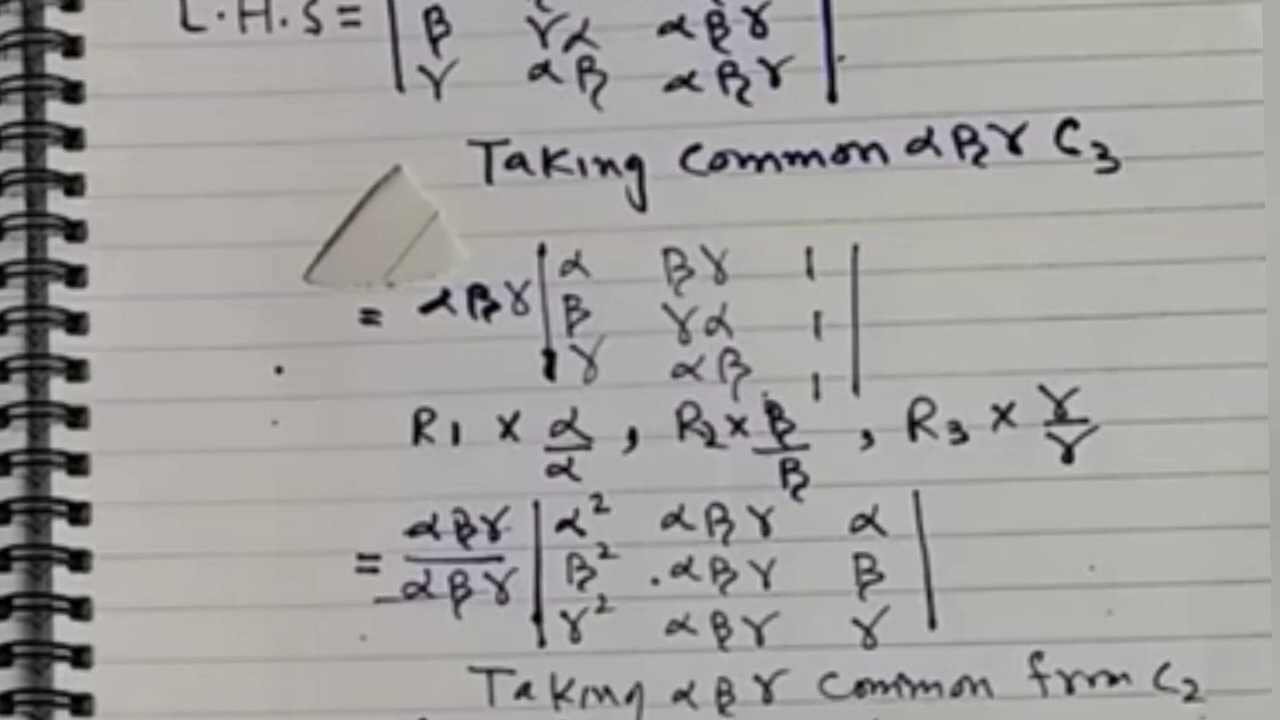 L.H.S = | β γα αβγ |
| γ αβ αβγ |
Taking common αβγ C₃
= αβγ | α βγ 1 |
| β γα 1 |
| γ αβ 1 |
R₁ × α/α , R₂ × β/β , R₃ × γ/γ
= αβγ/αβγ | α² αβγ α |
| β² .αβγ β |
| γ² αβγ γ |
Taking αβγ common from C₂